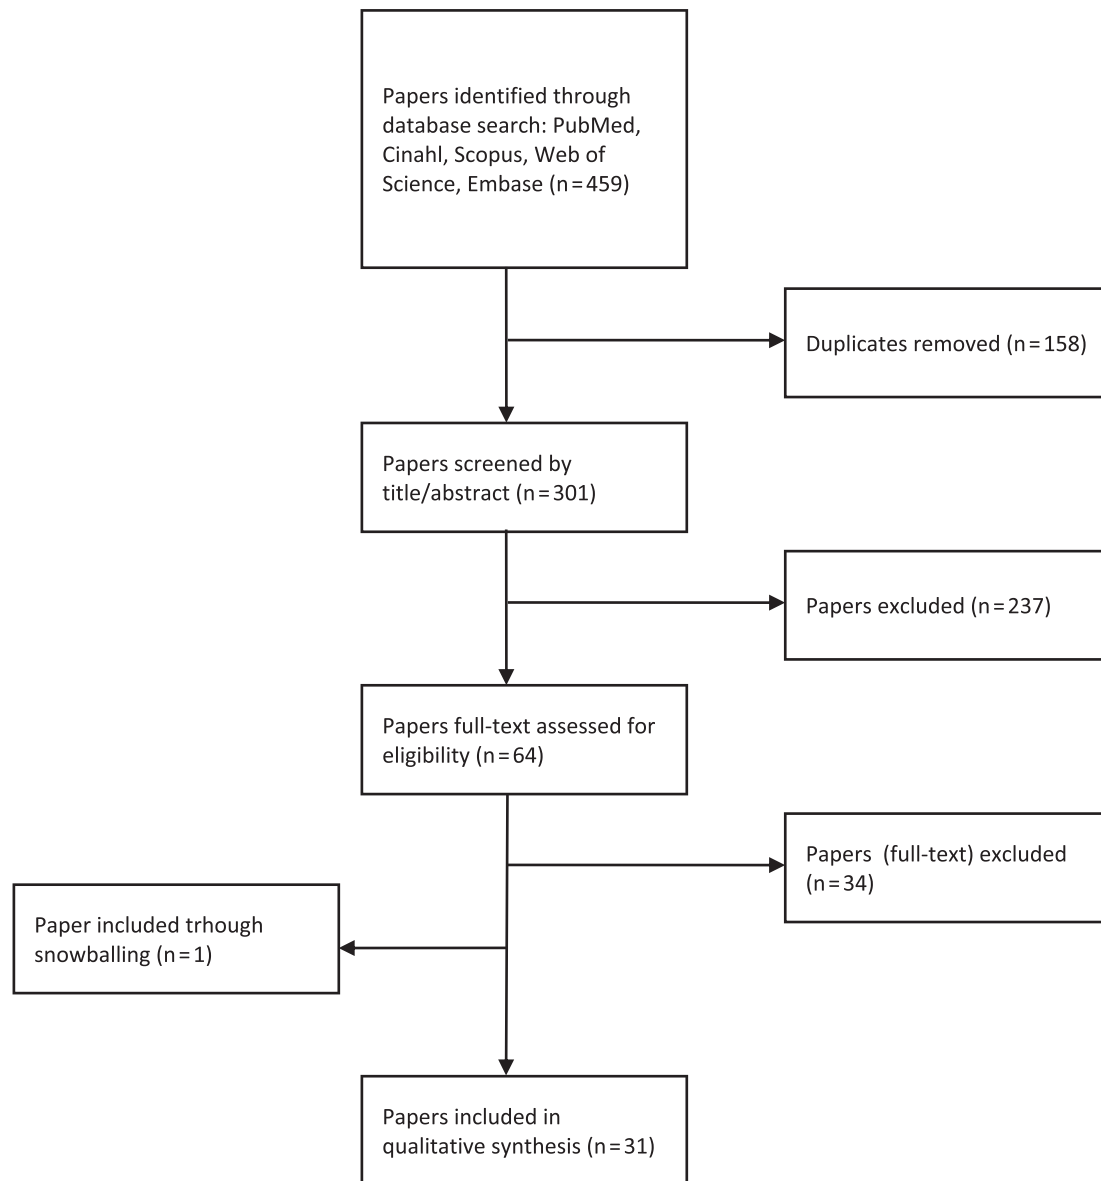 Papers identified through
database search: PubMed,
Cinahl, Scopus, Web of
Science, Embase (n=459)
Duplicates removed (n=158)
Papers screened by
title/abstract (n=301)
Papers excluded (n=237)
Papers full-text assessed for
eligibility (n=64)
Papers (full-text) excluded
(n=34)
Paper included trhough
snowballing (n=1)
Papers included in
qualitative synthesis (n=31)